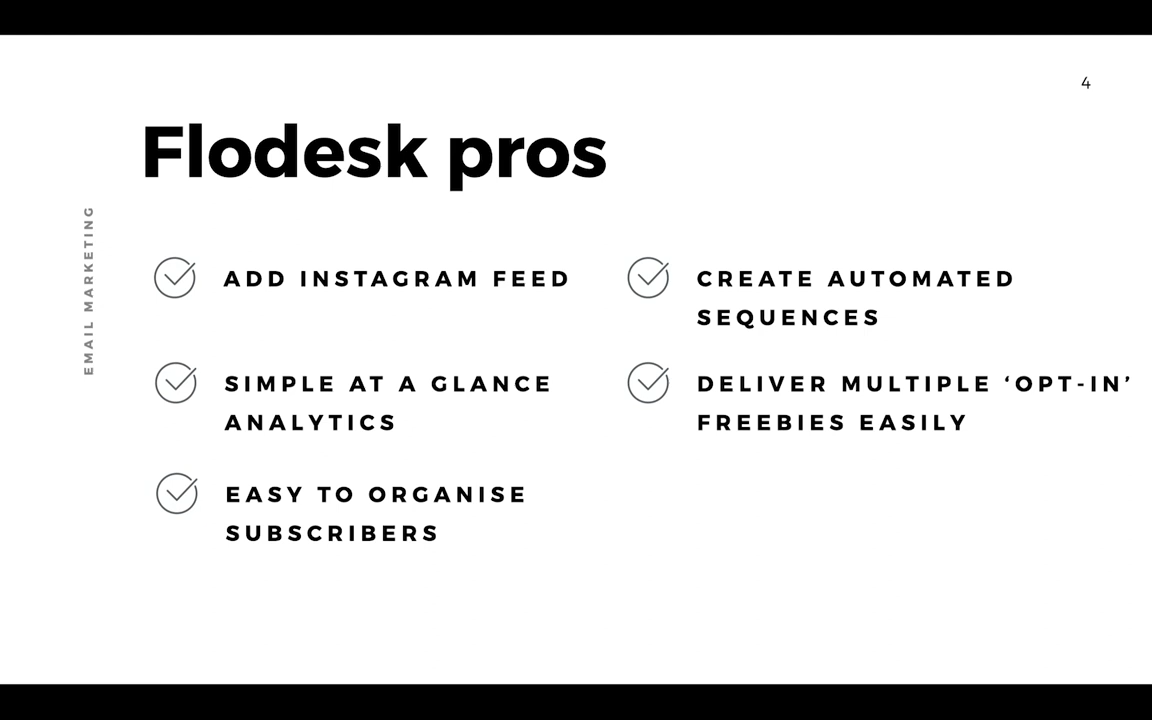 4
Flodesk pros
EMAIL MARKETING
ADD INSTAGRAM FEED
SIMPLE AT A GLANCE
ANALYTICS
EASY TO ORGANISE
SUBSCRIBERS
CREATE AUTOMATED
SEQUENCES
DELIVER MULTIPLE ‘OPT-IN’
FREEBIES EASILY